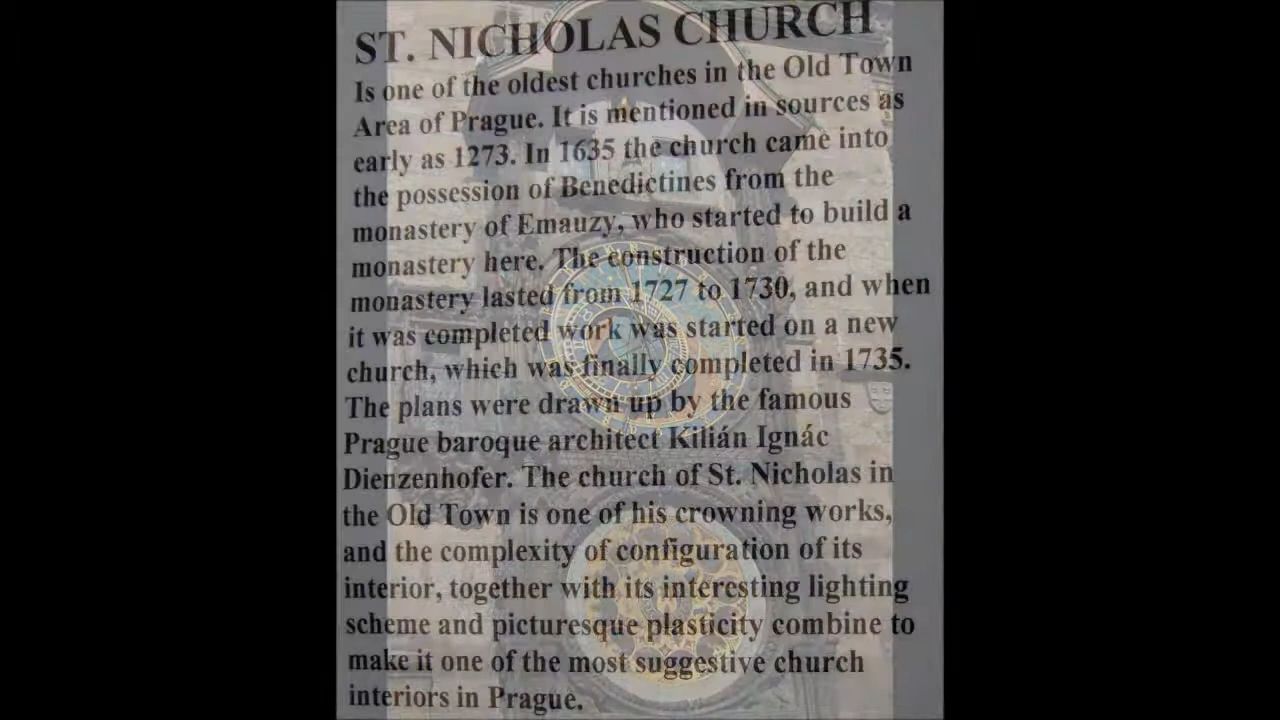 ST. NICHOLAS CHURCH
Is one of the oldest churches in the Old Town
Area of Prague. It is mentioned in sources as
early as 1273. In 1635 the church came into
the possession of Benedictines from the
monastery of Emauzy, who started to build a
monastery here. The construction of the
monastery lasted from 1727 to 1730, and when
it was completed work was started on a new
church, which was finally completed in 1735.
The plans were drawn up by the famous
Prague baroque architect Kilián Ignác
Dienzenhofer. The church of St. Nicholas in
the Old Town is one of his crowning works,
and the complexity of configuration of its
interior, together with its interesting lighting
scheme and picturesque plasticity combine to
make it one of the most suggestive church
interiors in Prague.